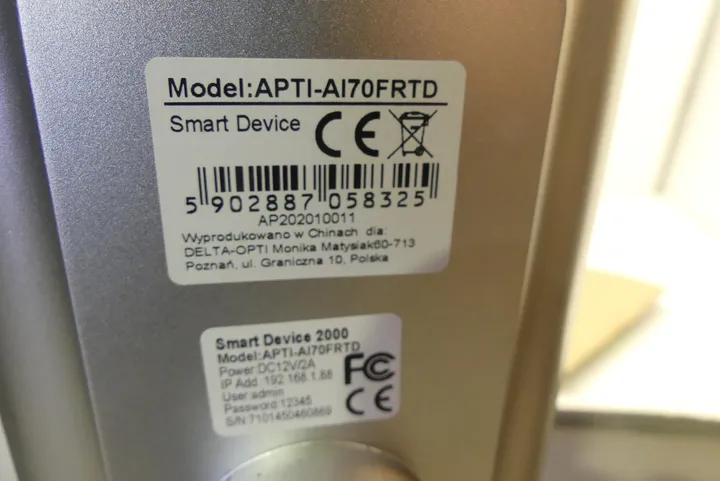 Model:APTI-AI70FRTD
Smart Device CE
5 902887 058325
AP202010011
Wyprodukowano w Chinach dla:
DELTA-OPTI Monika Matysiak60-713
Poznań, ul. Graniczna 10, Polska
Smart Device 2000
Model:APTI-AI70FRTD
Power:DC12V/2A
IP Add: 192.168.1.88
User:admin
Password:12345
S/N:7101450460869
FC
CE